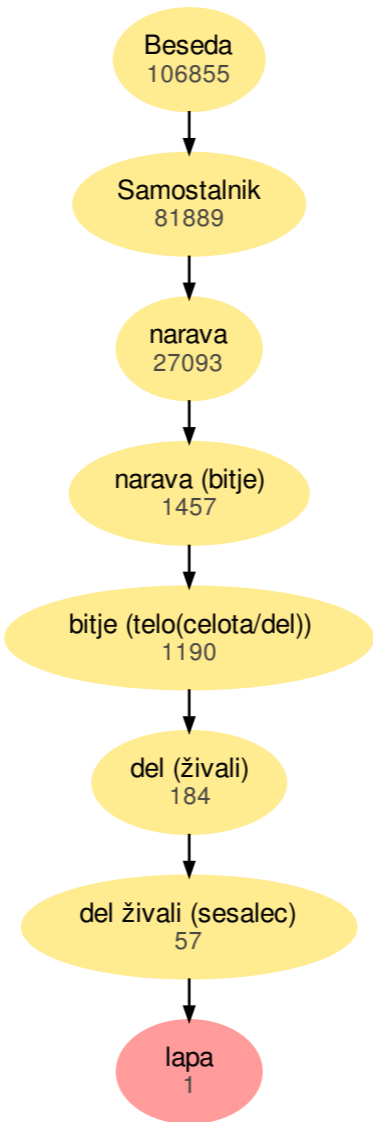 Beseda
106855
Samostalnik
81889
narava
27093
narava (bitje)
1457
bitje (telo(celota/del))
1190
del (živali)
184
del živali (sesalec)
57
lapa
1